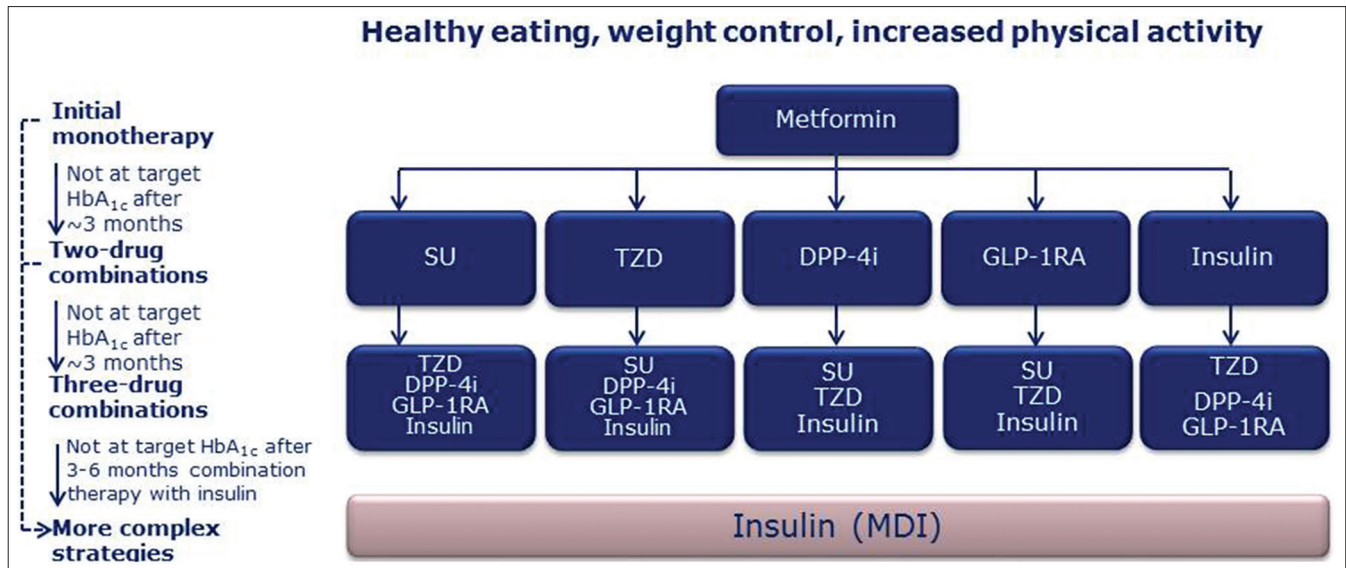 Healthy eating, weight control, increased physical activity
Initial
monotherapy
Not at target
HbA1c after
~3 months
Two-drug
combinations
Not at target
HbA1c after
~3 months
Three-drug
combinations
Not at target HbA1c after
3-6 months combination
therapy with insulin
More complex
strategies
Metformin
SU
TZD
DPP-4i
GLP-1RA
Insulin
TZD
DPP-4i
GLP-1RA
Insulin
SU
DPP-4i
GLP-1RA
Insulin
SU
TZD
Insulin
SU
TZD
Insulin
TZD
DPP-4i
GLP-1RA
Insulin (MDI)